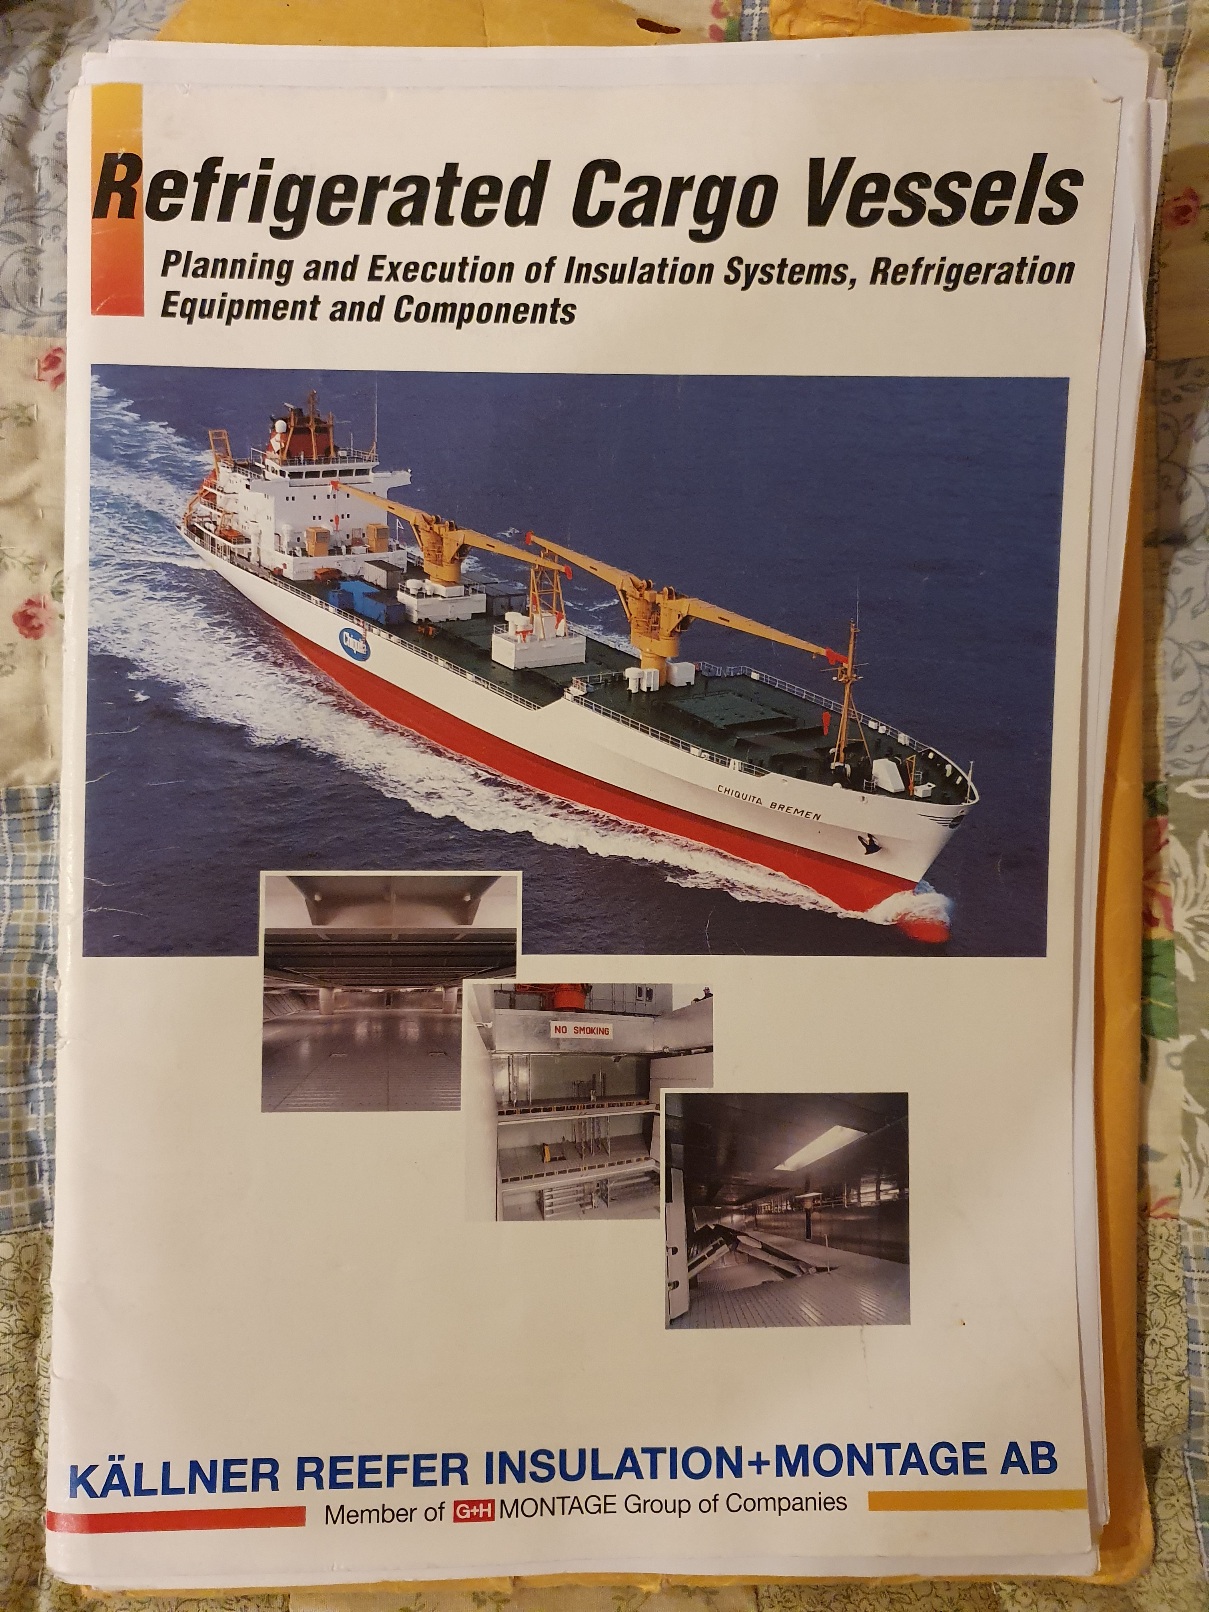 Refrigerated Cargo Vessels
Planning and Execution of Insulation Systems, Refrigeration
Equipment and Components
Chiquita
CHIQUITA BREMEN
NO SMOKING
KÄLLNER REEFER INSULATION+MONTAGE AB
Member of G+H MONTAGE Group of Companies